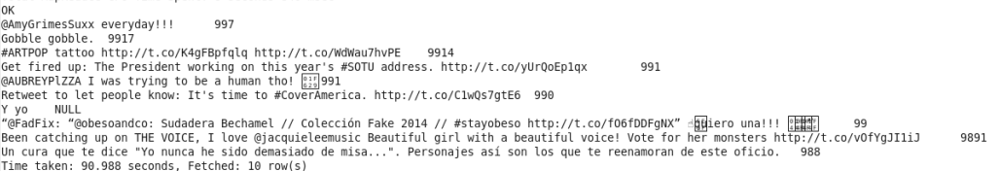 OK
@AmyGrimesSuxx everyday!!! 997
Gobble gobble. 9917
#ARTPOP tattoo http://t.co/K4gFBpfqlq http://t.co/WdWau7hvPE 9914
Get fired up: The President working on this year's #SOTU address. http://t.co/yUrQoEp1qx 991
@AUBREYPlZZA I was trying to be a human tho! 991
Retweet to let people know: It's time to #CoverAmerica. http://t.co/C1wQs7gtE6 990
Y yo NULL
“@FadFix: “@obesoandco: Sudadera Bechamel // Colección Fake 2014 // #stayobeso http://t.co/fO6fDDFgNX” quiero una!!! 99
Been catching up on THE VOICE, I love @jacquieleemusic Beautiful girl with a beautiful voice! Vote for her monsters http://t.co/vOfYgJI1iJ 9891
Un cura que te dice "Yo nunca he sido demasiado de misa...". Personajes así son los que te reenamoran de este oficio. 988
Time taken: 90.988 seconds, Fetched: 10 row(s)